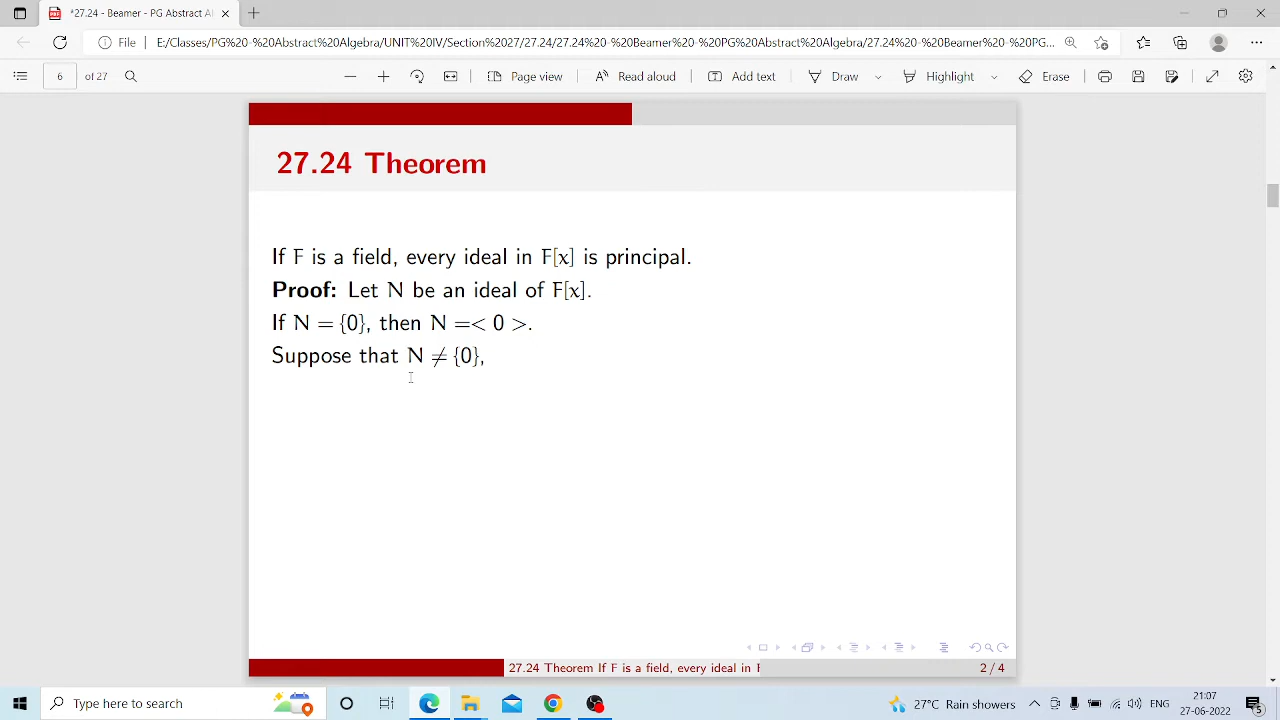 *27.24 - Beamer - PG Abstract Al
File
E:/Classes/PG%20-%20Abstract%20Algebra/UNIT%20IV/Section%2027/27.24/27.24%20-%20Beamer%20-%20PG%20Abstract%20Algebra/27.24%20-%20Beamer%20-%20PG...
6 of 27
Page view
Read aloud
Add text
Draw
Highlight
Erase
27.24 Theorem
If F is a field, every ideal in F[x] is principal.
Proof: Let N be an ideal of F[x].
If N = {0}, then N =< 0 >.
Suppose that N ≠ {0},
27.24 Theorem If F is a field, every ideal in F
2 / 4
Type here to search
27°C Rain showers
ENG
21:07
27-06-2022
5